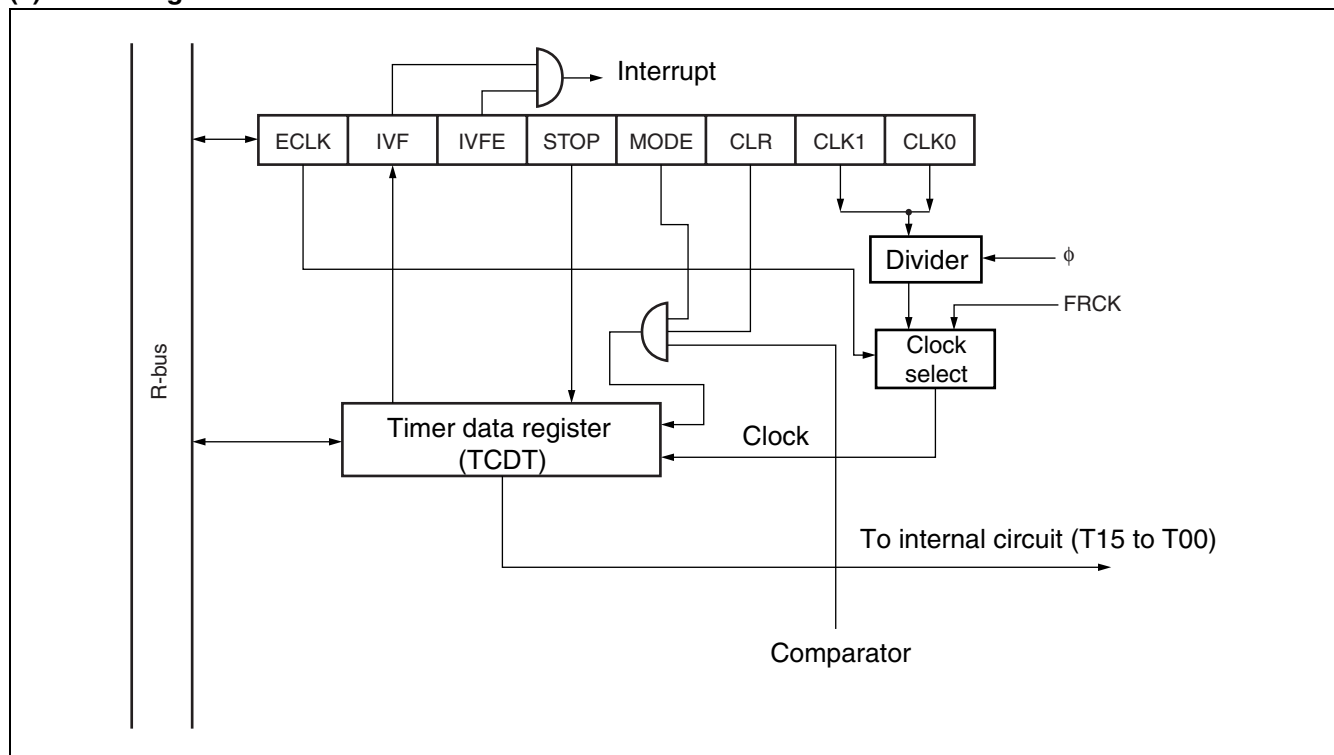 Interrupt
ECLK IVF IVFE STOP MODE CLR CLK1 CLK0
Divider
ϕ
FRCK
Clock
select
R-bus
Timer data register
(TCDT)
Clock
To internal circuit (T15 to T00)
Comparator